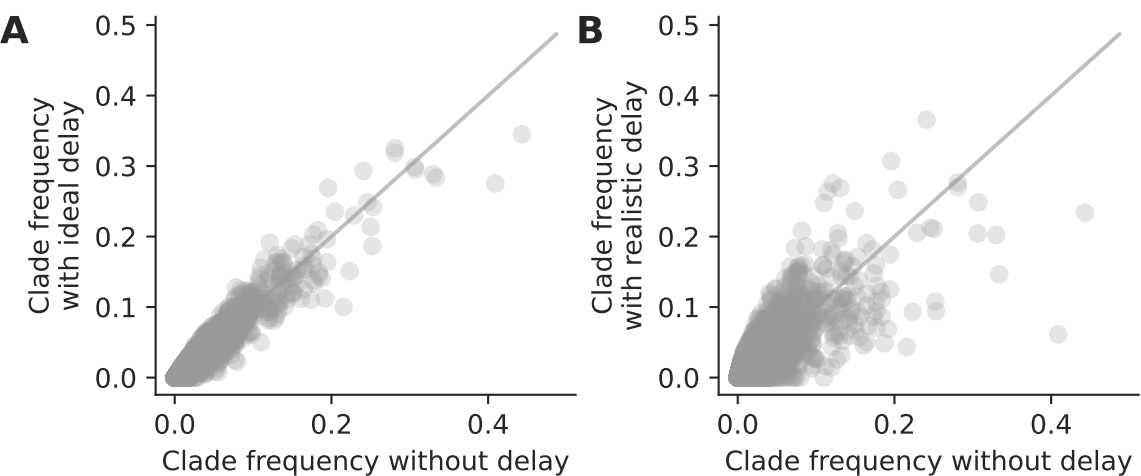 A
Clade frequency
with ideal delay
0.5
0.4
0.3
0.2
0.1
0.0
0.0 0.2 0.4
Clade frequency without delay
B
Clade frequency
with realistic delay
0.5
0.4
0.3
0.2
0.1
0.0
0.0 0.2 0.4
Clade frequency without delay